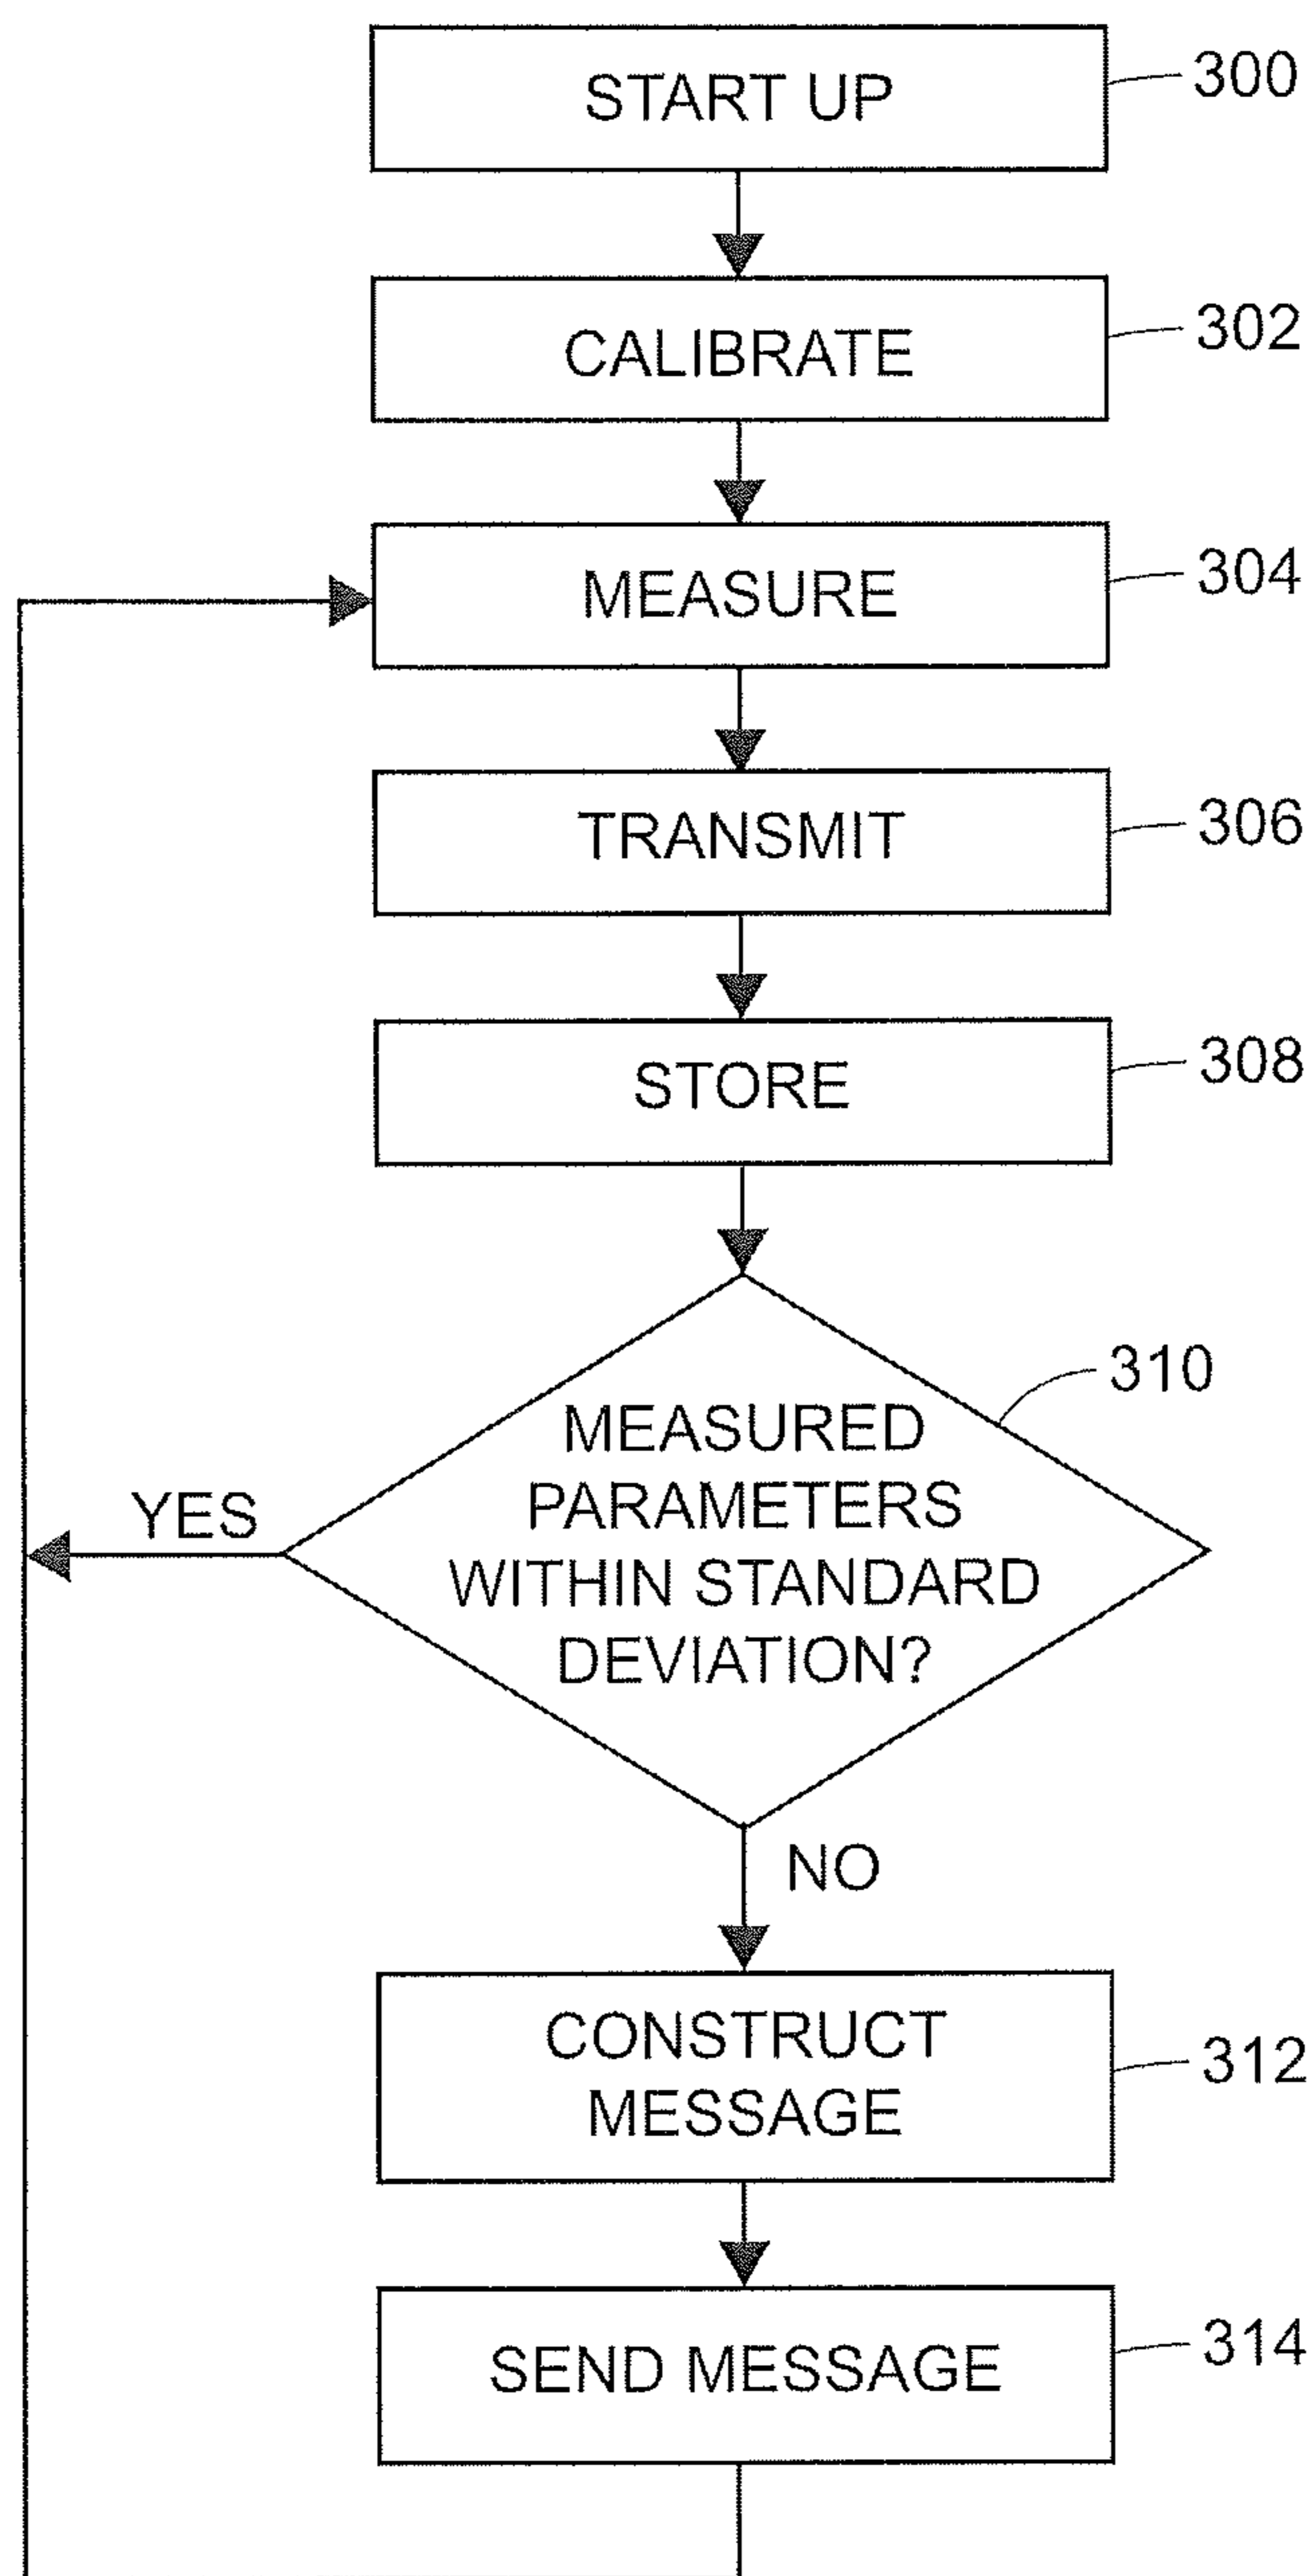 START UP
300
CALIBRATE
302
MEASURE
304
TRANSMIT
306
STORE
308
310
MEASURED
PARAMETERS
WITHIN STANDARD
DEVIATION?
YES
NO
CONSTRUCT
MESSAGE
312
SEND MESSAGE
314